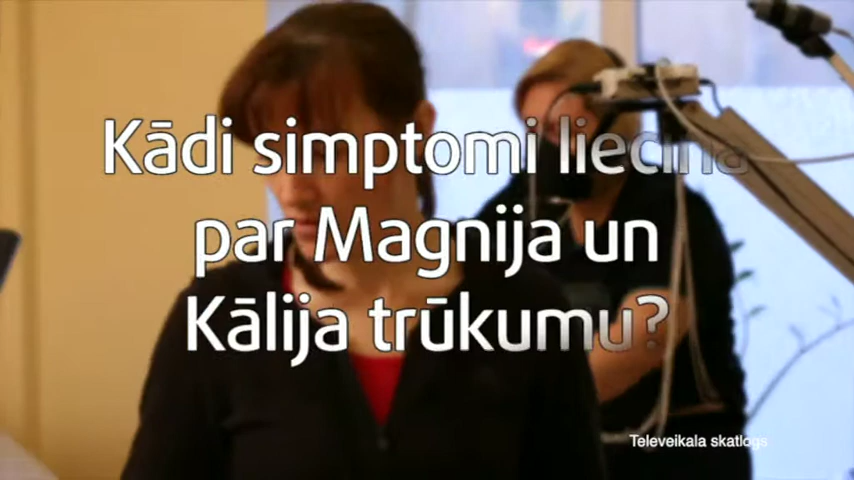 Kādi simptomi liecina
par Magnija un
Kālija trūkumu?
Televeikala skatlogs